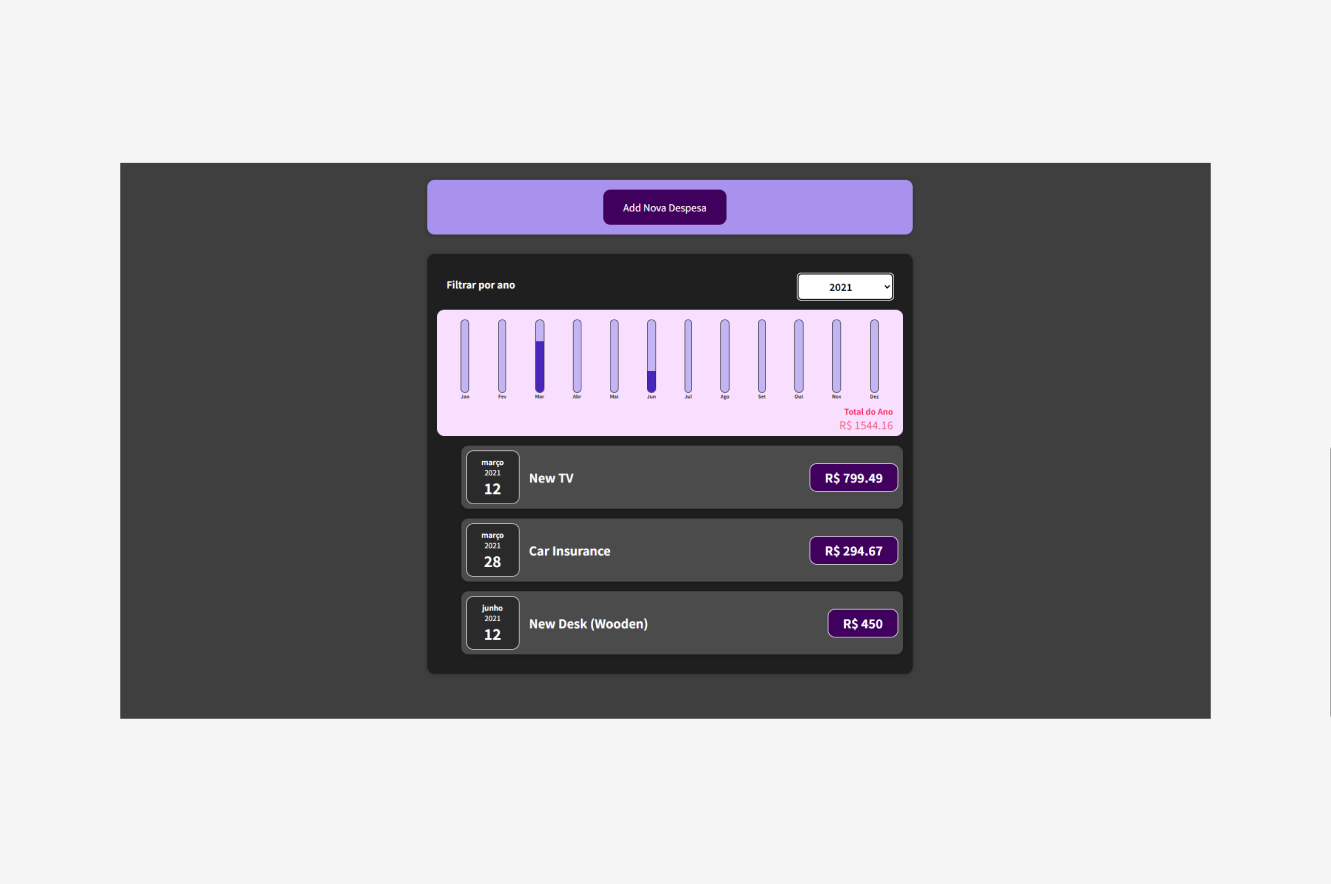 Add Nova Despesa
Filtrar por ano
2021
Jan Fev Mar Abr Mai Jun Jul Ago Set Out Nov Dez
Total do Ano
R$ 1544.16
março
2021
12
New TV
R$ 799.49
março
2021
28
Car Insurance
R$ 294.67
junho
2021
12
New Desk (Wooden)
R$ 450